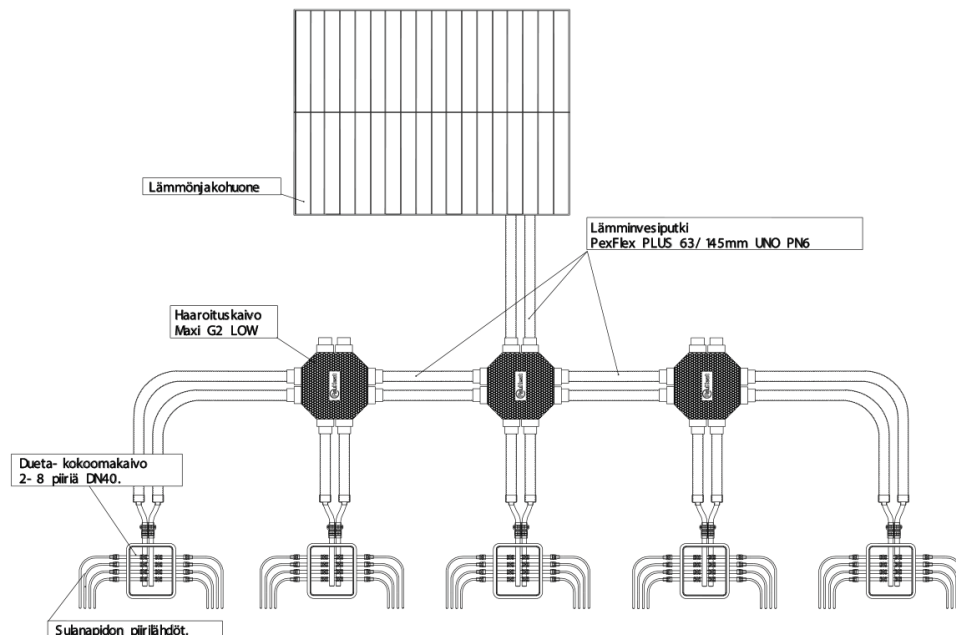 Lämmönjakohuone
Lämminvesiputki
PexFlex PLUS 63/ 145mm UNO PN6
Haaroituskaivo
Maxi G2 LOW
Dueta- kokoomakaivo
2- 8 piiriä DN40.
Sulanapidon piirilähdöt.